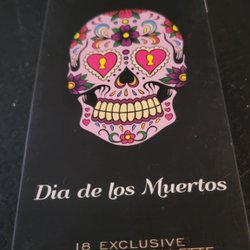 Dia de los Muertos
18 EXCLUSIVE